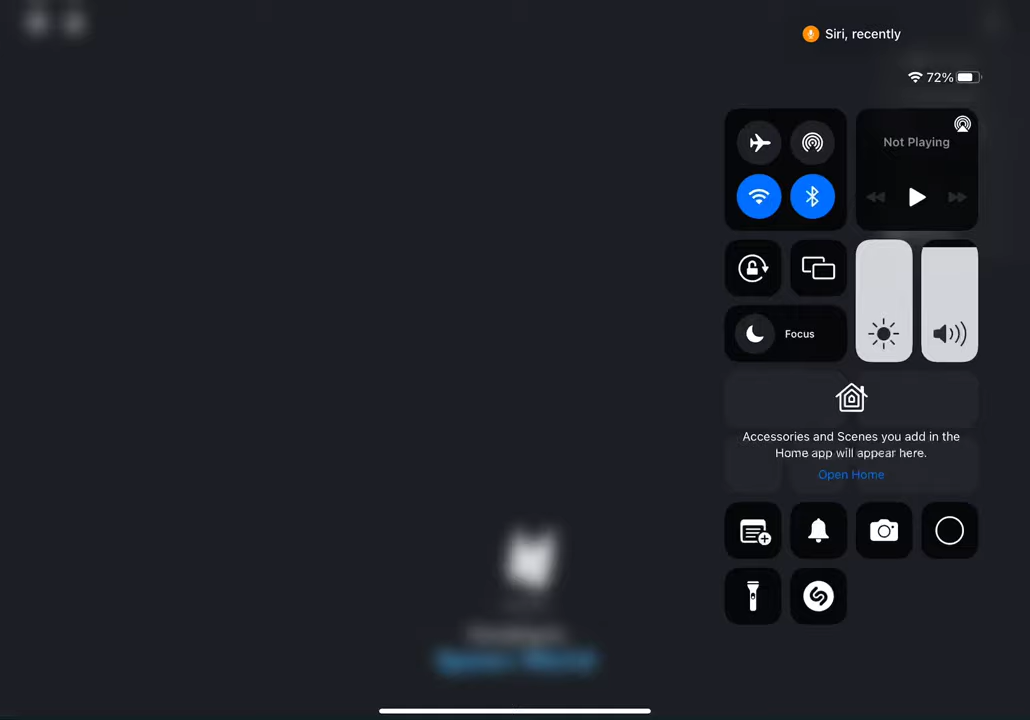 Siri, recently
72%
Not Playing
Focus
Accessories and Scenes you add in the
Home app will appear here.
Open Home